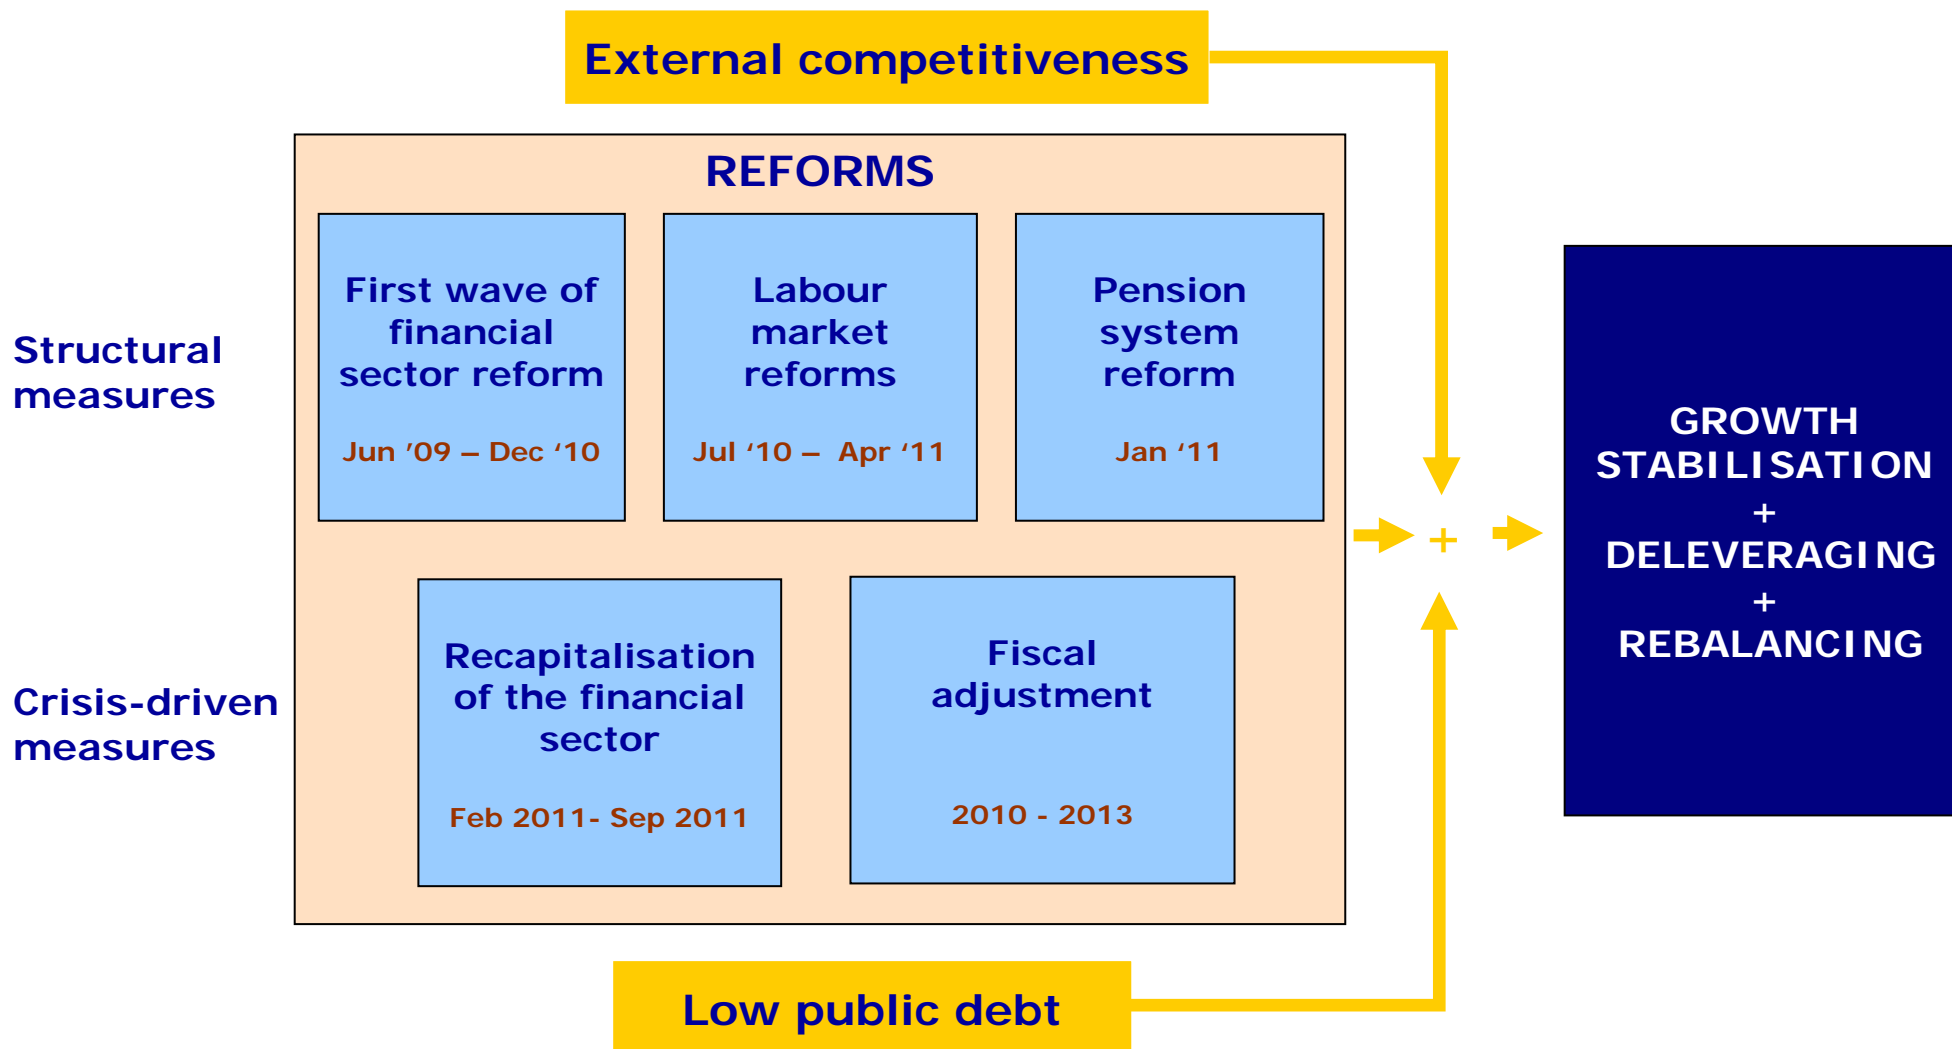 External competitiveness
REFORMS
Structural
measures
First wave of
financial
sector reform
Jun ’09 – Dec ‘10
Labour
market
reforms
Jul ‘10 – Apr ‘11
Pension
system
reform
Jan ‘11
Crisis-driven
measures
Recapitalisation
of the financial
sector
Feb 2011- Sep 2011
Fiscal
adjustment
2010 - 2013
+
GROWTH
STABILISATION
+
DELEVERAGING
+
REBALANCING
Low public debt